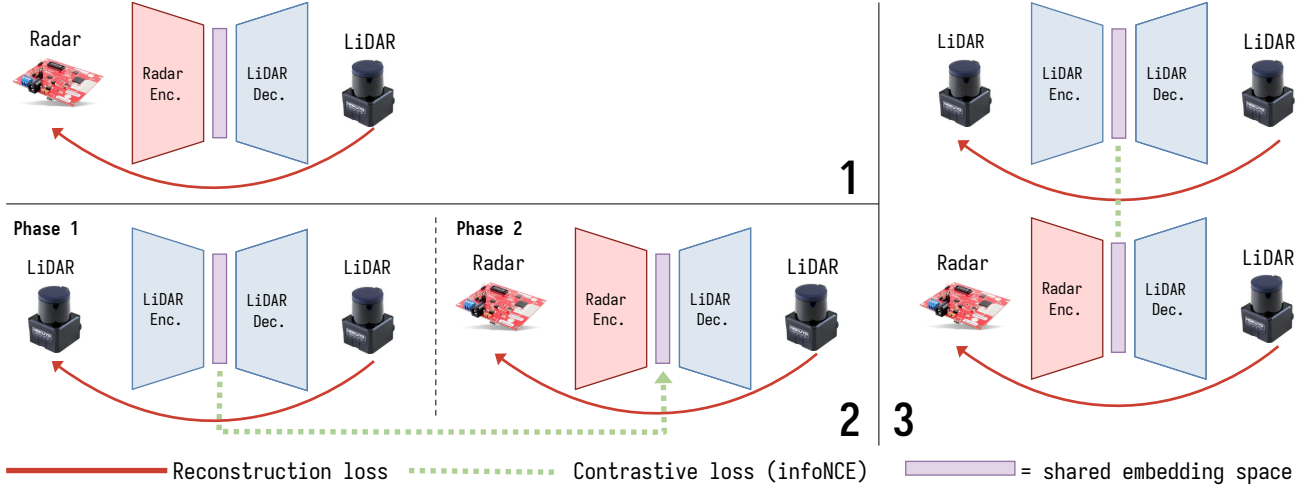 Radar
LiDAR
Radar
Enc.
LiDAR
Dec.
1
Phase 1
LiDAR
LiDAR
Enc.
LiDAR
Dec.
LiDAR
Phase 2
Radar
Radar
Enc.
LiDAR
Dec.
LiDAR
2
LiDAR
LiDAR
Enc.
LiDAR
Dec.
LiDAR
Radar
Radar
Enc.
LiDAR
Dec.
LiDAR
3
Reconstruction loss
Contrastive loss (infoNCE)
= shared embedding space